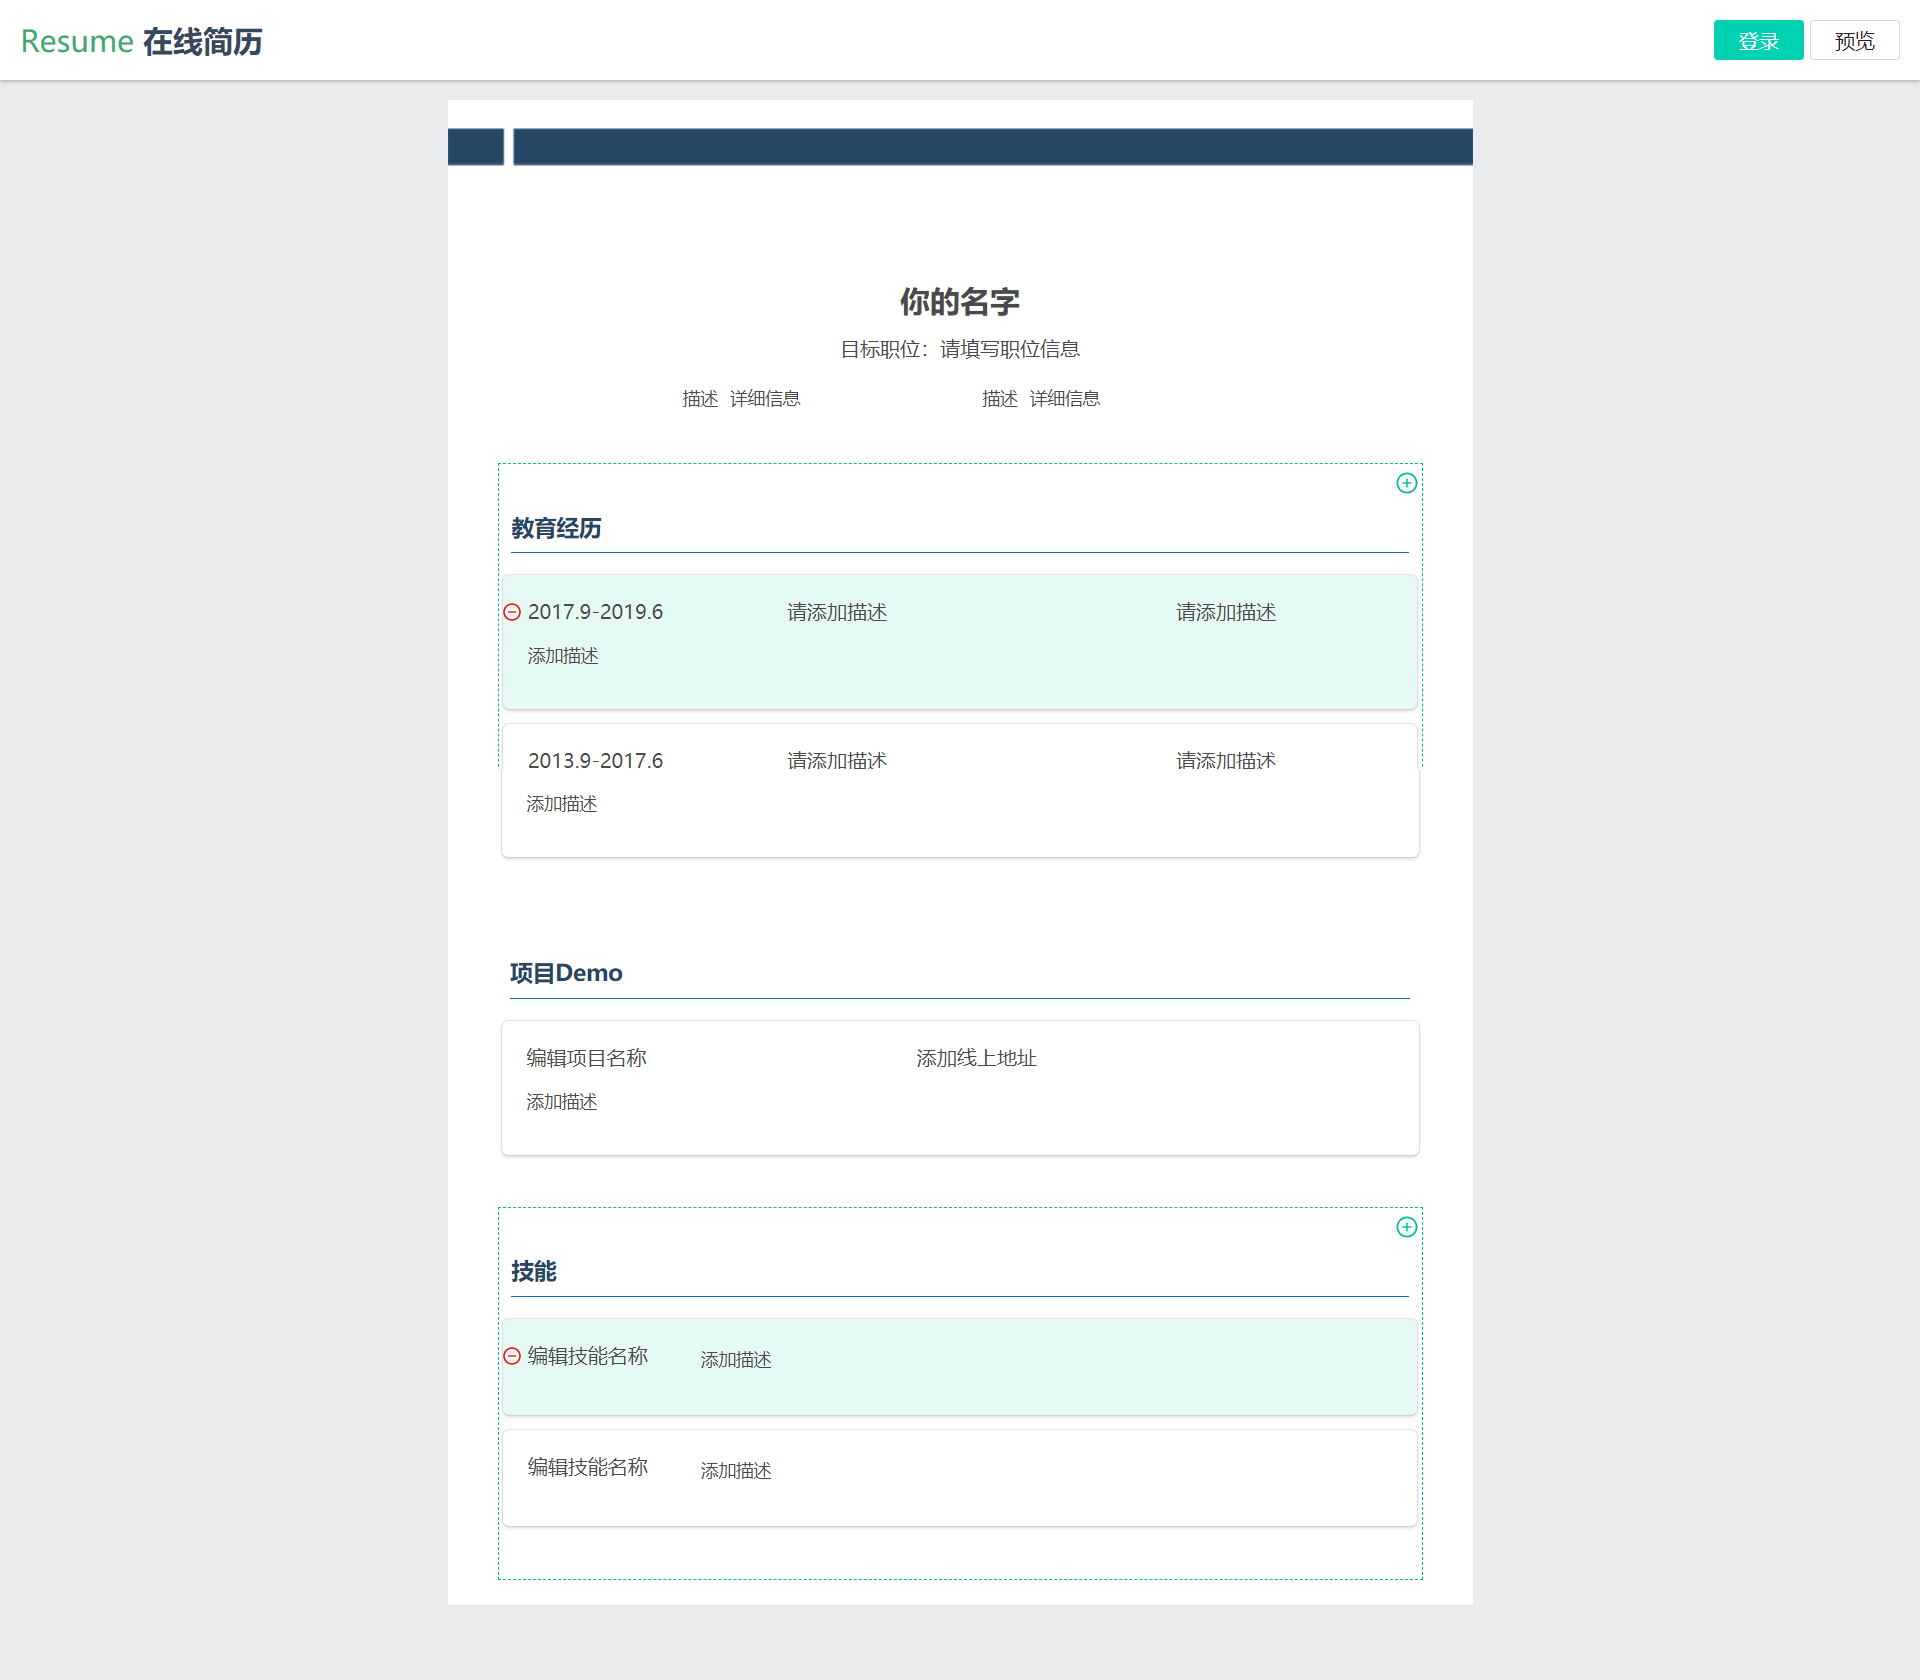 Resume 在线简历
登录 预览
你的名字
目标职位：请填写职位信息
描述 详细信息 描述 详细信息
教育经历
2017.9-2019.6 请添加描述 请添加描述
添加描述
2013.9-2017.6 请添加描述 请添加描述
添加描述
项目Demo
编辑项目名称 添加线上地址
添加描述
技能
编辑技能名称 添加描述
编辑技能名称 添加描述